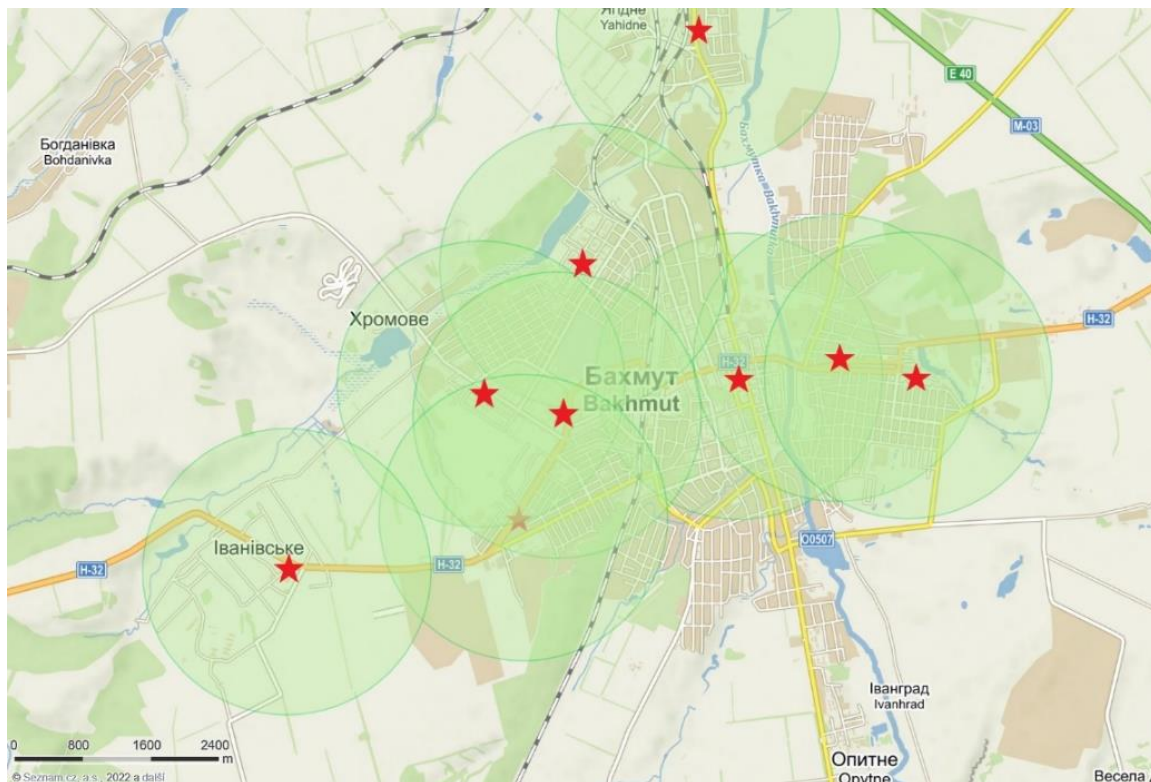 Ягідне
Yahidne
E 40
M-03
Богданівка
Bohdanivka
Бахмутка
Bakhmutka
Хромове
H-32
H-32
Бахмут
Bakhmut
Іванівське
H-32
H-32
O0507
Іванград
Ivanhrad
0 800 1600 2400
m
Опитне
Opytne
© Seznam.cz, a.s., 2022 a další